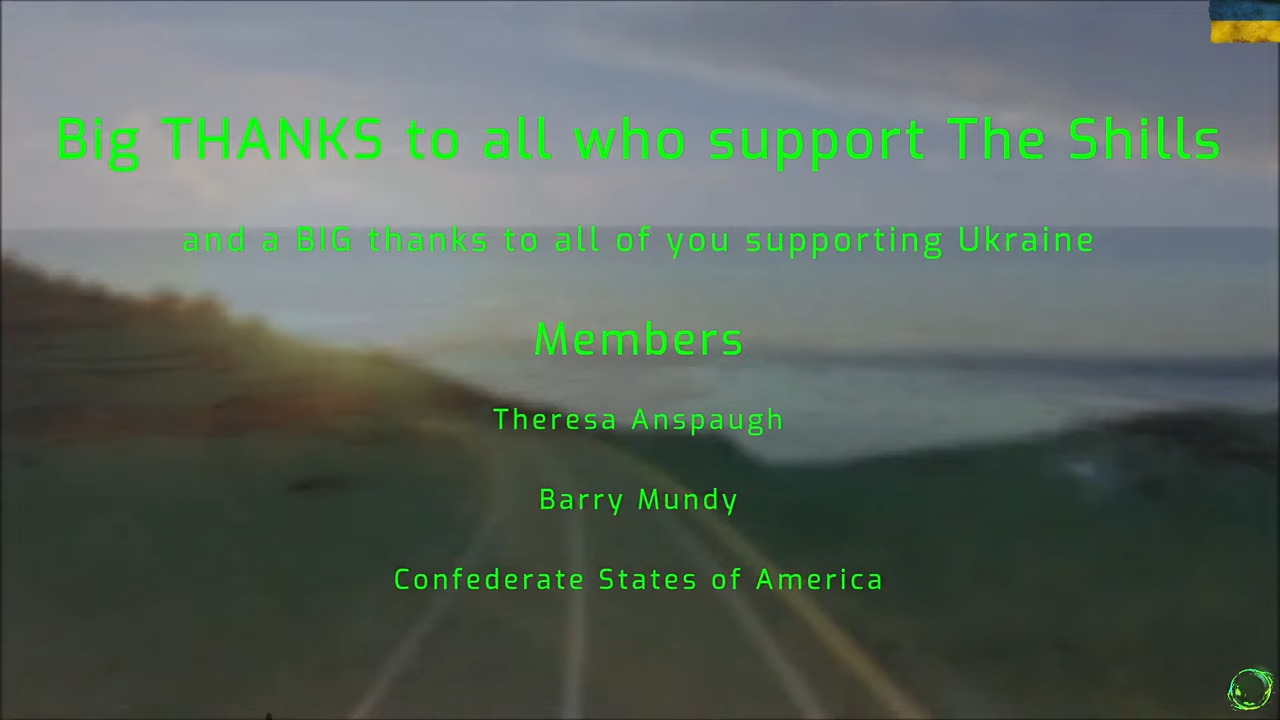 Big THANKS to all who support The Shills
and a BIG thanks to all of you supporting Ukraine
Members
Theresa Anspaugh
Barry Mundy
Confederate States of America